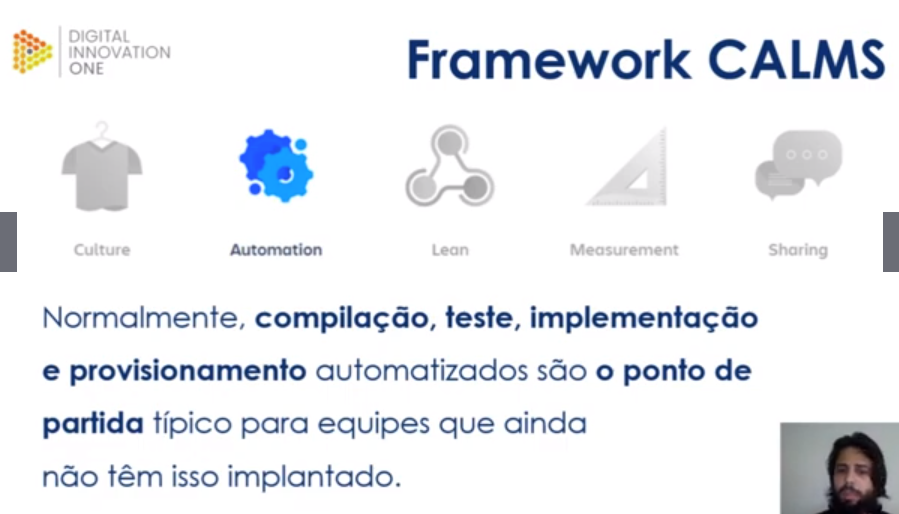 DIGITAL
INNOVATION
ONE
Framework CALMS
Culture
Automation
Lean
Measurement
Sharing
Normalmente, compilação, teste, implementação
e provisionamento automatizados são o ponto de
partida típico para equipes que ainda
não têm isso implantado.